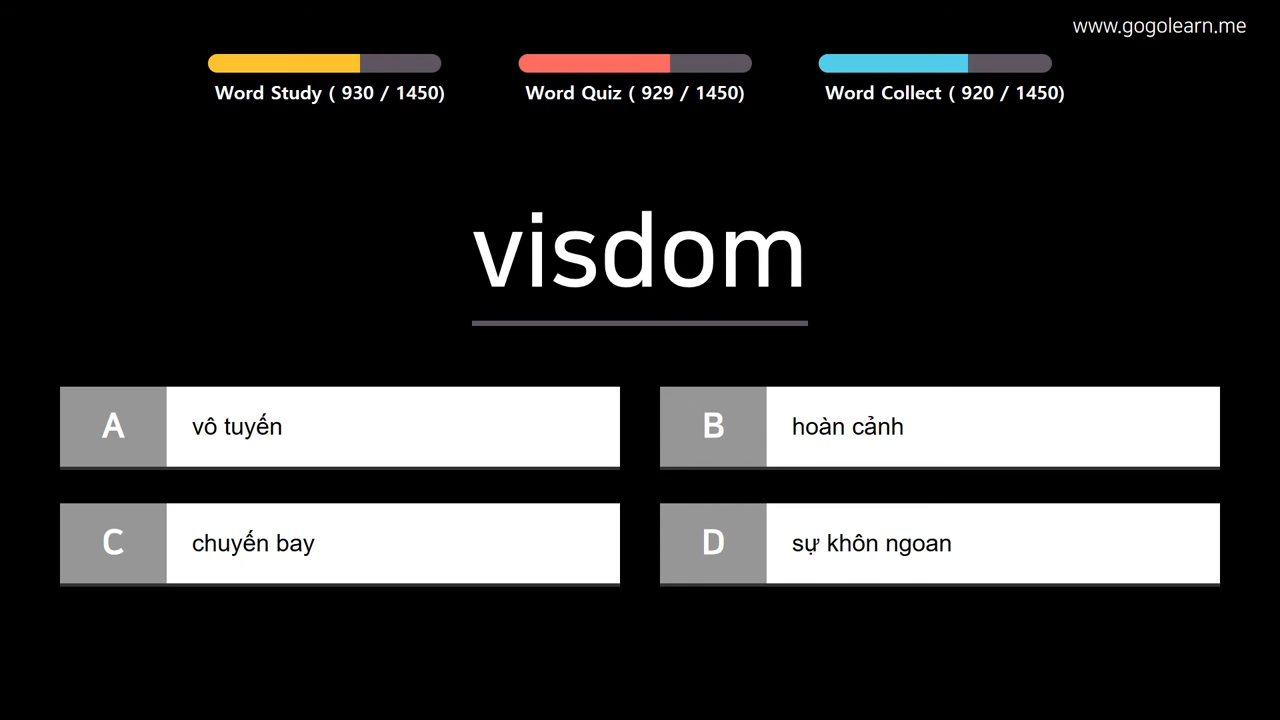 www.gogolearn.me
Word Study ( 930 / 1450)
Word Quiz ( 929 / 1450)
Word Collect ( 920 / 1450)
visdom
A
vô tuyến
B
hoàn cảnh
C
chuyến bay
D
sự khôn ngoan